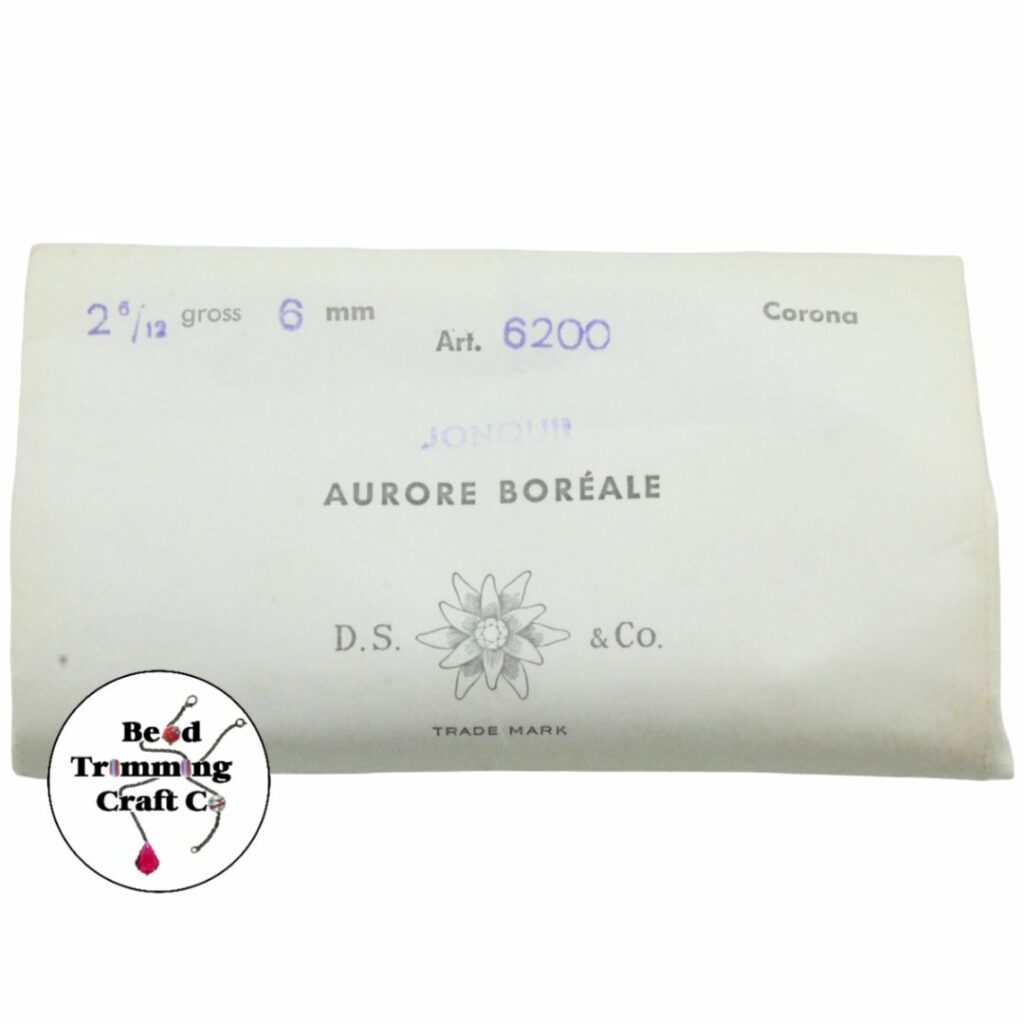 2 6/12 gross 6 mm Art. 6200 Corona
JONQUIL
AURORE BORÉALE
D.S. & Co.
TRADE MARK
Bead
Trimming
Craft Co